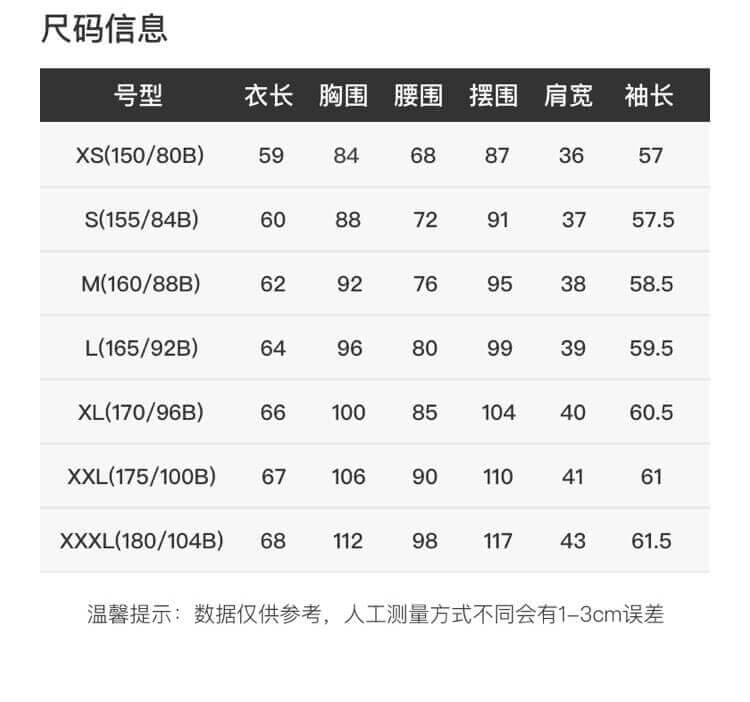 尺码信息
号型 衣长 胸围 腰围 摆围 肩宽 袖长
XS(150/80B) 59 84 68 87 36 57
S(155/84B) 60 88 72 91 37 57.5
M(160/88B) 62 92 76 95 38 58.5
L(165/92B) 64 96 80 99 39 59.5
XL(170/96B) 66 100 85 104 40 60.5
XXL(175/100B) 67 106 90 110 41 61
XXXL(180/104B) 68 112 98 117 43 61.5
温馨提示：数据仅供参考，人工测量方式不同会有1-3cm误差